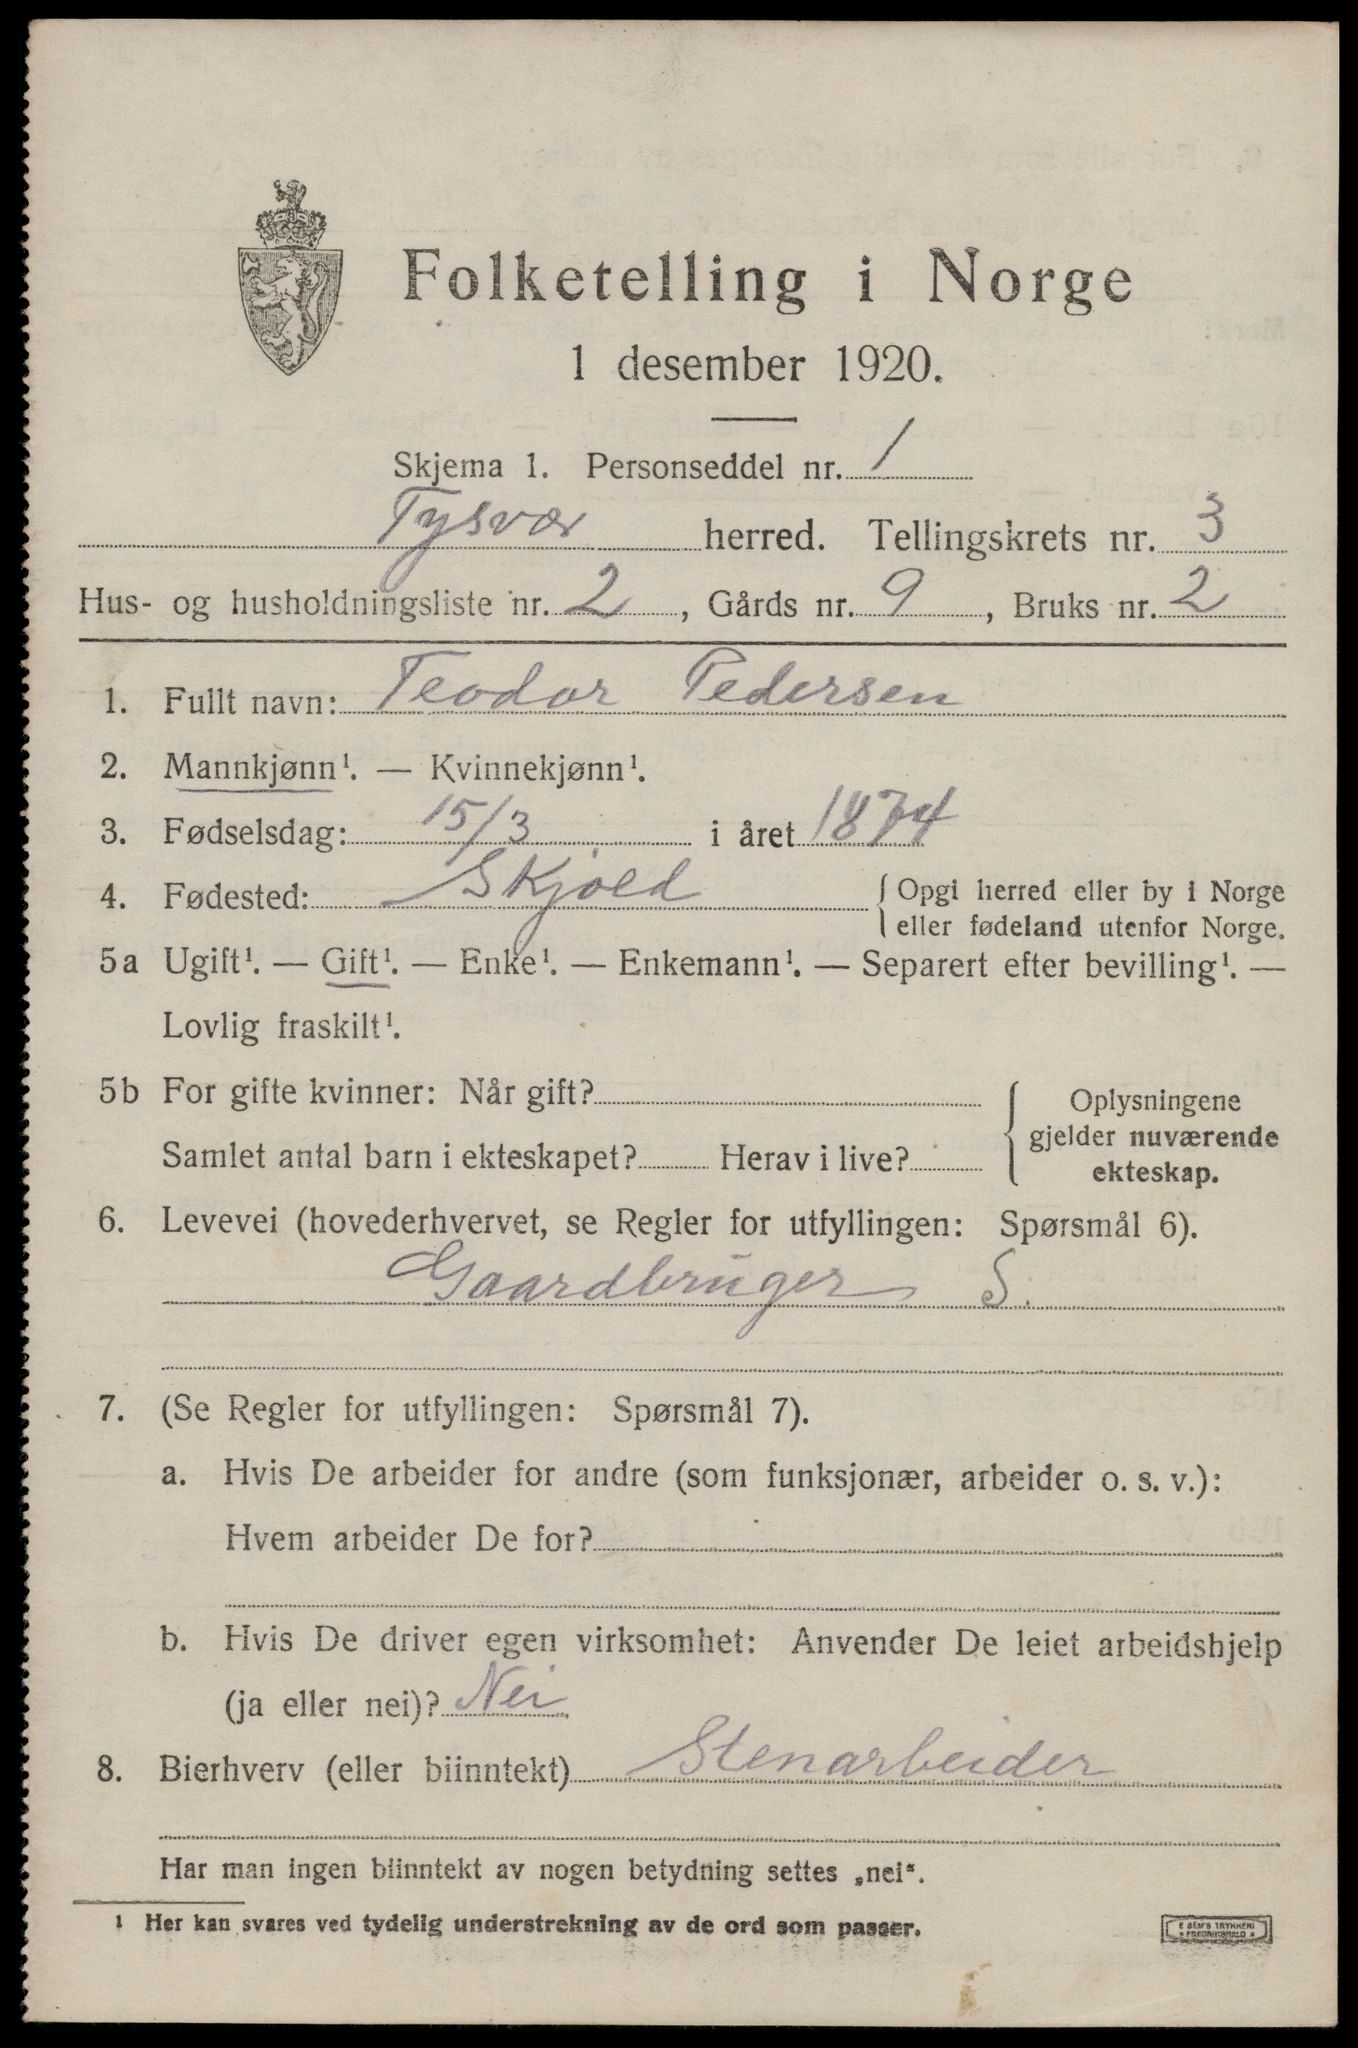 Folketelling i Norge
1 desember 1920.
Skjema 1. Personseddel nr. 1
Tysvær herred. Tellingskrets nr. 3
Hus- og husholdningsliste nr. 2, Gårds nr. 9, Bruks nr. 2
1. Fullt navn: Teodor Pedersen
2. Mannkjønn¹. — Kvinnekjønn¹.
3. Fødselsdag: 15/3 i året 1874
4. Fødested: Skjold { Opgi herred eller by i Norge
eller fødeland utenfor Norge.
5a Ugift¹. — Gift¹. — Enke¹. — Enkemann¹. — Separert efter bevilling¹. —
Lovlig fraskilt¹.
5b For gifte kvinner: Når gift?
Samlet antal barn i ekteskapet? Herav i live?
Oplysningene
gjelder nuværende
ekteskap.
6. Levevei (hovederhvervet, se Regler for utfyllingen: Spørsmål 6).
Gaardbruger S.
7. (Se Regler for utfyllingen: Spørsmål 7).
a. Hvis De arbeider for andre (som funksjonær, arbeider o. s. v.):
Hvem arbeider De for?
b. Hvis De driver egen virksomhet: Anvender De leiet arbeidshjelp
(ja eller nei)? Nei
8. Bierhverv (eller biinntekt) Stenarbeider
Har man ingen biinntekt av nogen betydning settes „nei“.
¹ Her kan svares ved tydelig understrekning av de ord som passer.
E SEM'S TRYKKERI
FREDRIKSHALD